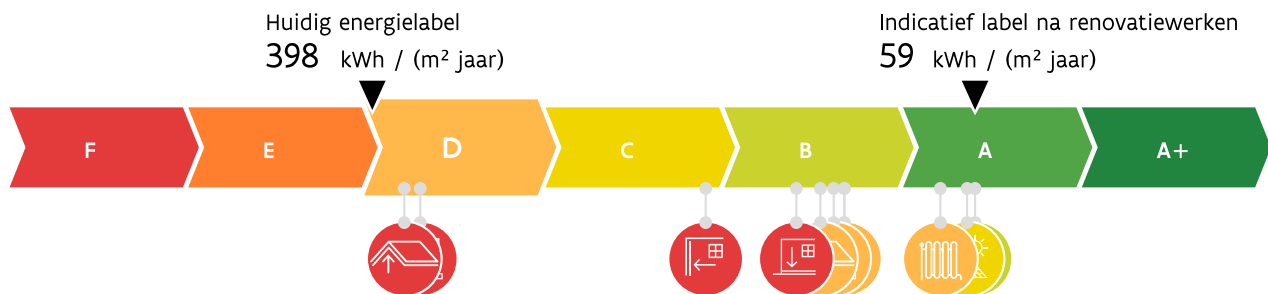 Huidig energielabel
398 kWh / (m² jaar)
Indicatief label na renovatiewerken
59 kWh / (m² jaar)
F E D C B A A+